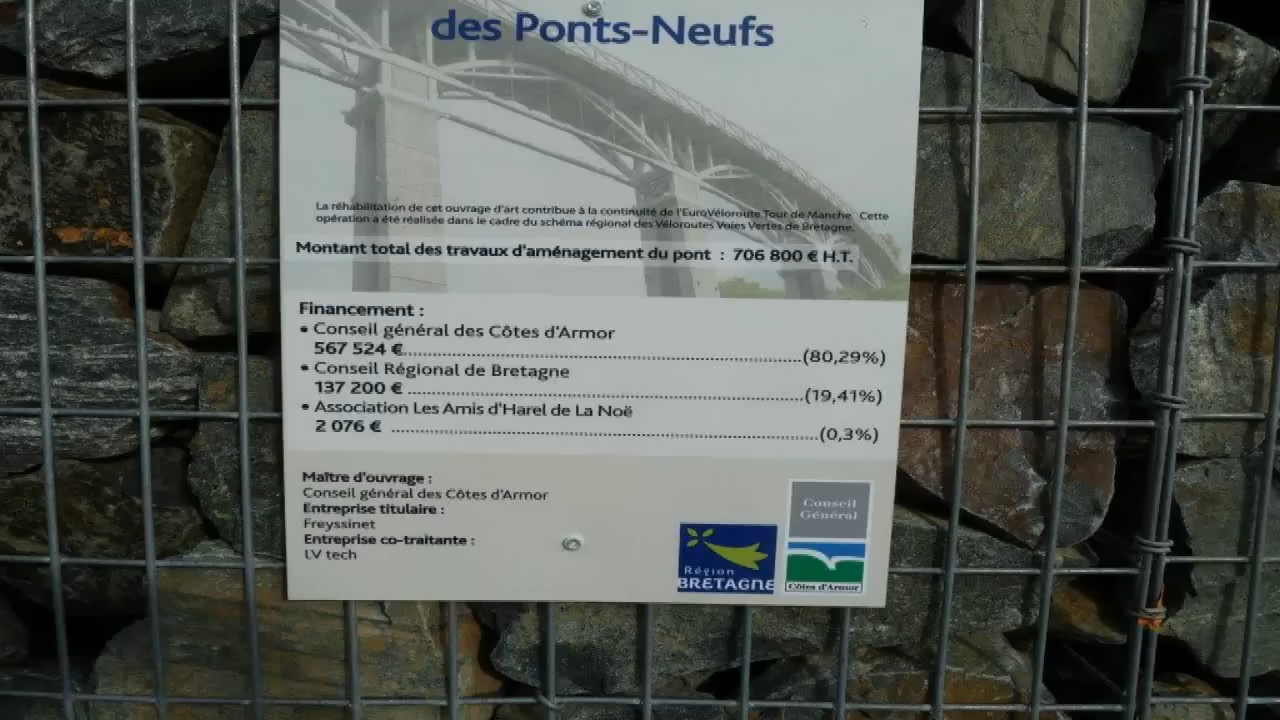 des Ponts-Neufs
La réhabilitation de cet ouvrage d'art contribue à la continuité de l'EuroVéloroute Tour de Manche. Cette
opération a été réalisée dans le cadre du schéma régional des Véloroutes Voies Vertes de Bretagne.
Montant total des travaux d'aménagement du pont : 706 800 € H.T.
Financement :
• Conseil général des Côtes d'Armor
567 524 €..........................................................................(80,29%)
• Conseil Régional de Bretagne
137 200 € ..........................................................................(19,41%)
• Association Les Amis d'Harel de La Noë
2 076 € ..........................................................................(0,3%)
Maître d'ouvrage :
Conseil général des Côtes d'Armor
Entreprise titulaire :
Freyssinet
Entreprise co-traitante :
LV tech
Région
BRETAGNE
Conseil
Général
Côtes d'Armor